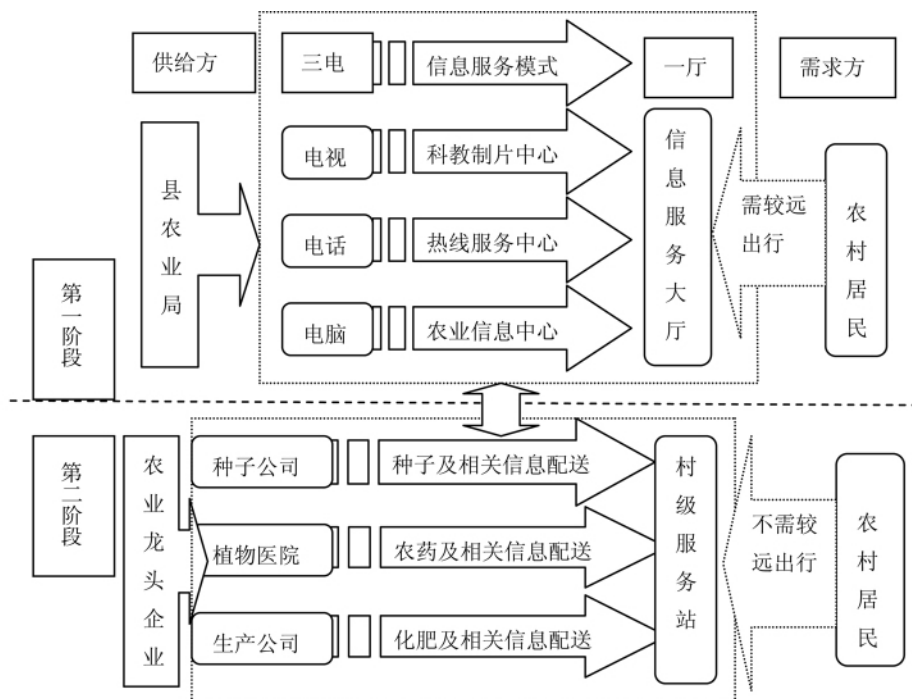 供给方
三电
信息服务模式
一厅
需求方
县农业局
电视
科教制片中心
电话
热线服务中心
电脑
农业信息中心
信息服务大厅
需较远
出行
农村居民
第一阶段
第二阶段
农业龙头企业
种子公司
种子及相关信息配送
植物医院
农药及相关信息配送
生产公司
化肥及相关信息配送
村级服务站
不需较
远出行
农村居民